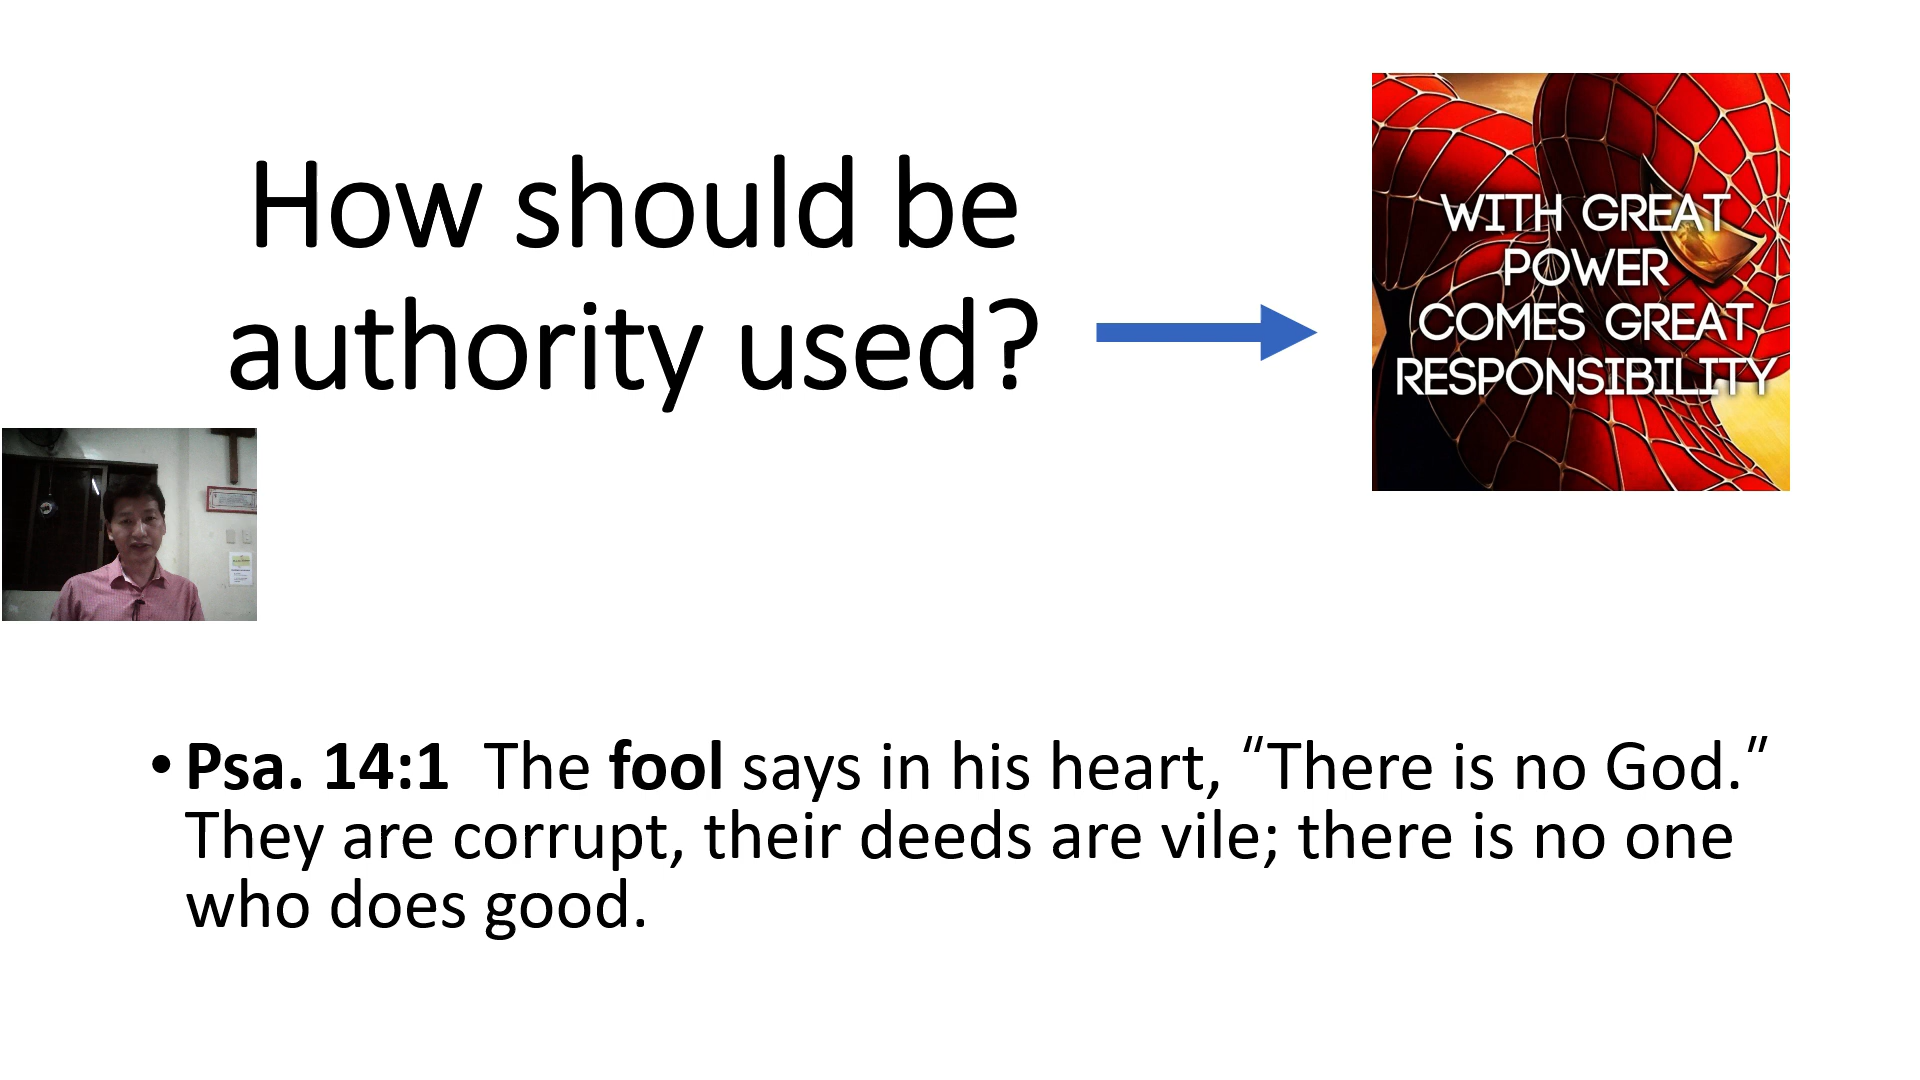 How should be
authority used?
WITH GREAT
POWER
COMES GREAT
RESPONSIBILITY
• Psa. 14:1  The fool says in his heart, “There is no God.”
They are corrupt, their deeds are vile; there is no one
who does good.